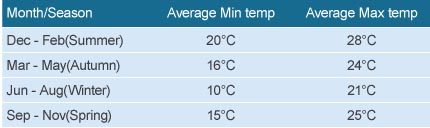 Month/Season Average Min temp Average Max temp
Dec - Feb(Summer) 20°C 28°C
Mar - May(Autumn) 16°C 24°C
Jun - Aug(Winter) 10°C 21°C
Sep - Nov(Spring) 15°C 25°C